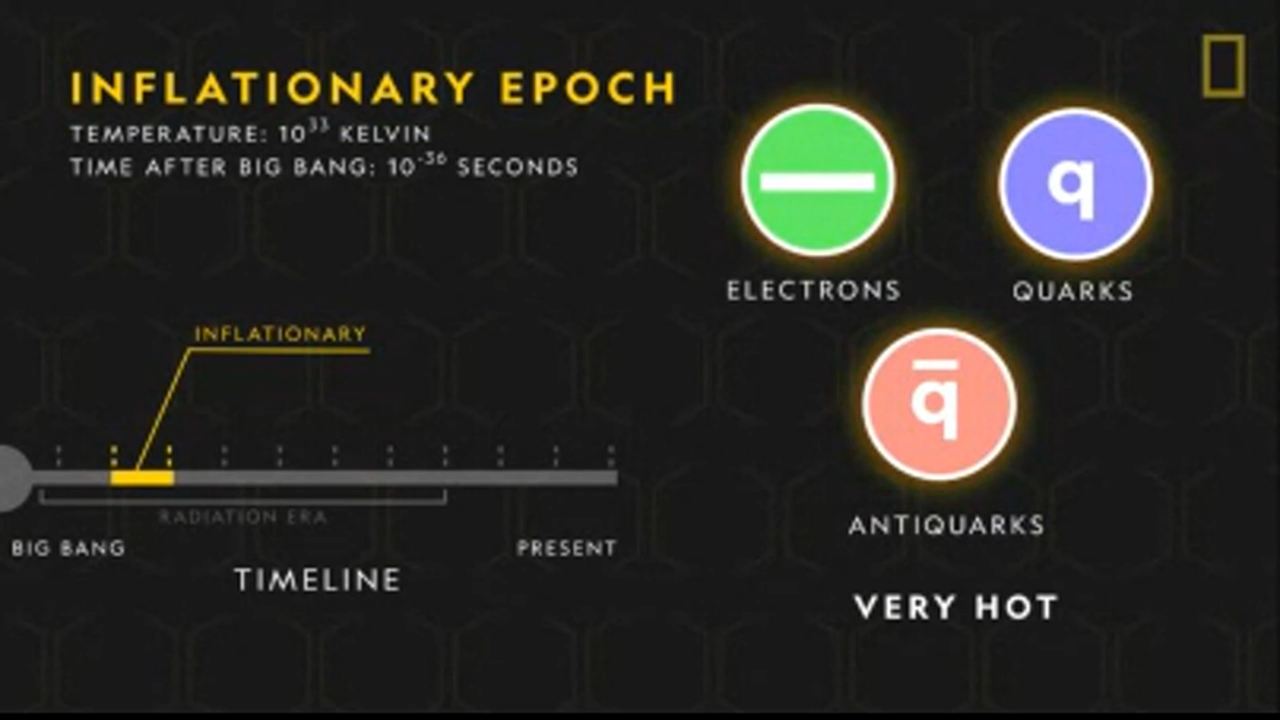 INFLATIONARY EPOCH
TEMPERATURE: 10³³ KELVIN
TIME AFTER BIG BANG: 10⁻³⁶ SECONDS
q
ELECTRONS
QUARKS
q̅
ANTIQUARKS
VERY HOT
INFLATIONARY
RADIATION ERA
BIG BANG
PRESENT
TIMELINE